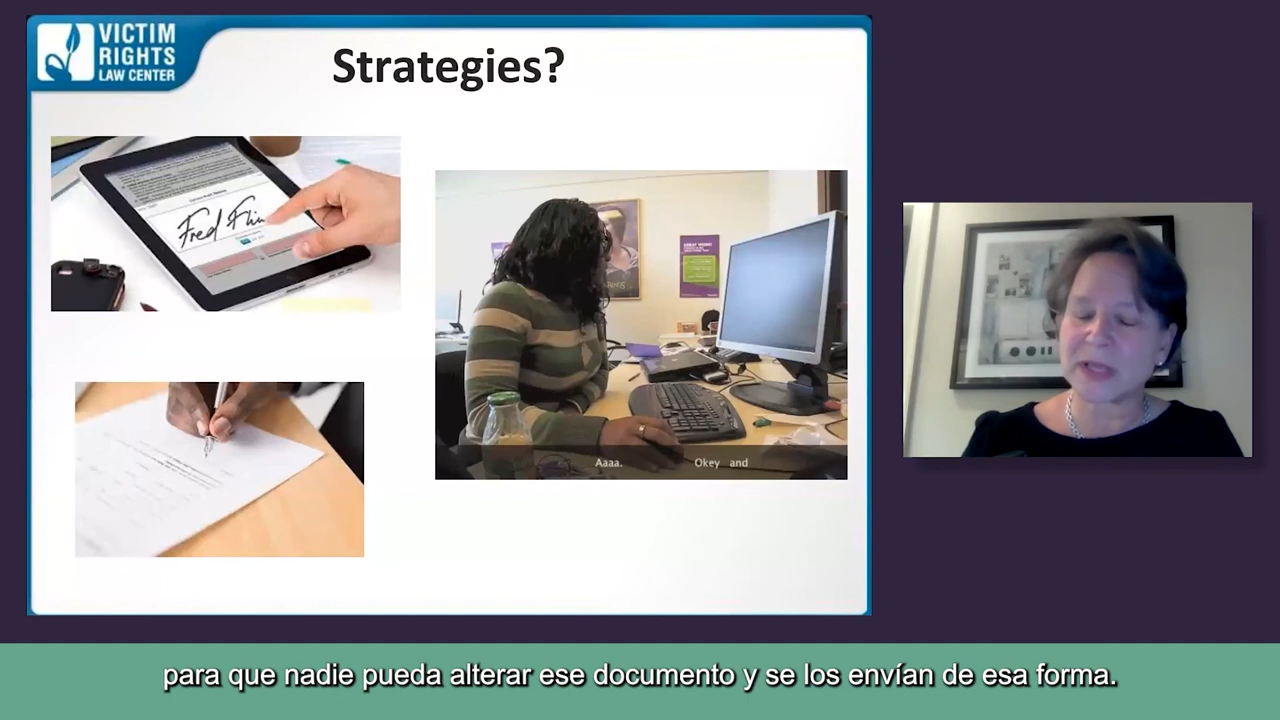 VICTIM
RIGHTS
LAW CENTER
Strategies?
Fred Flin
Aaaa.
Okey and
para que nadie pueda alterar ese documento y se los envían de esa forma.